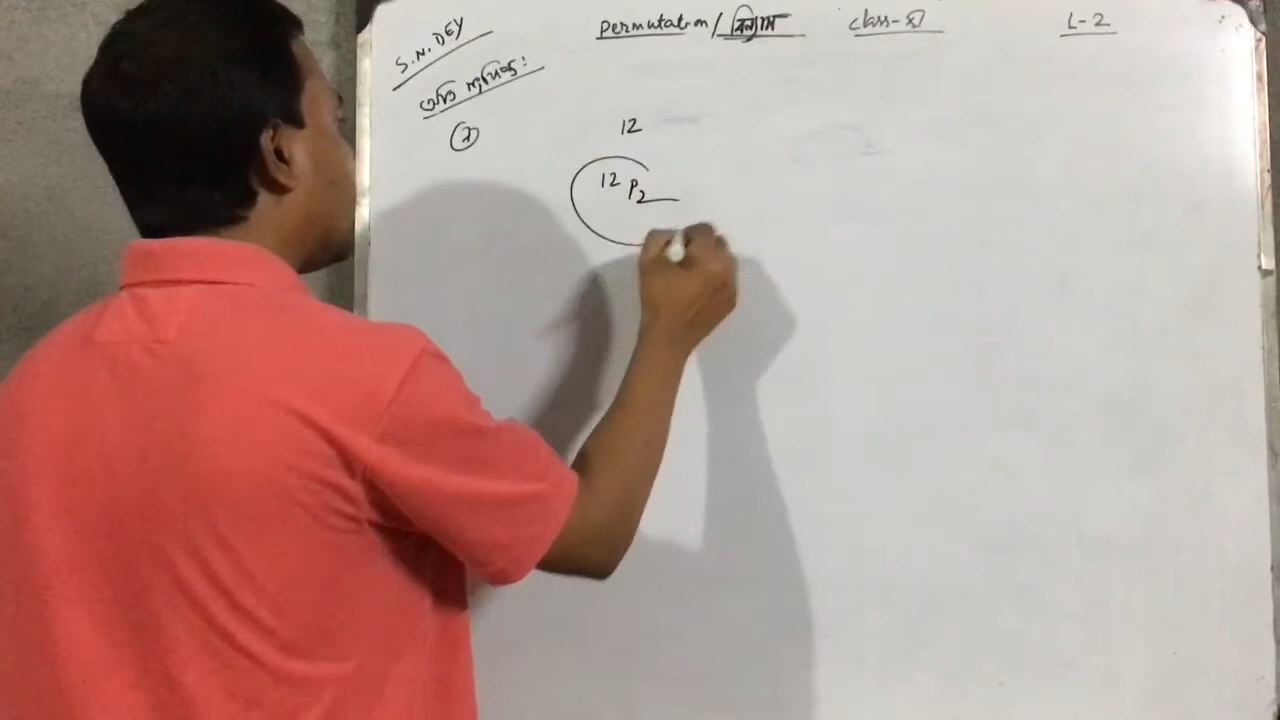 S.N. DEY
Permutation / বিন্যাস
class-XI
L-2
অতি সংক্ষিপ্ত:
12
12 P2